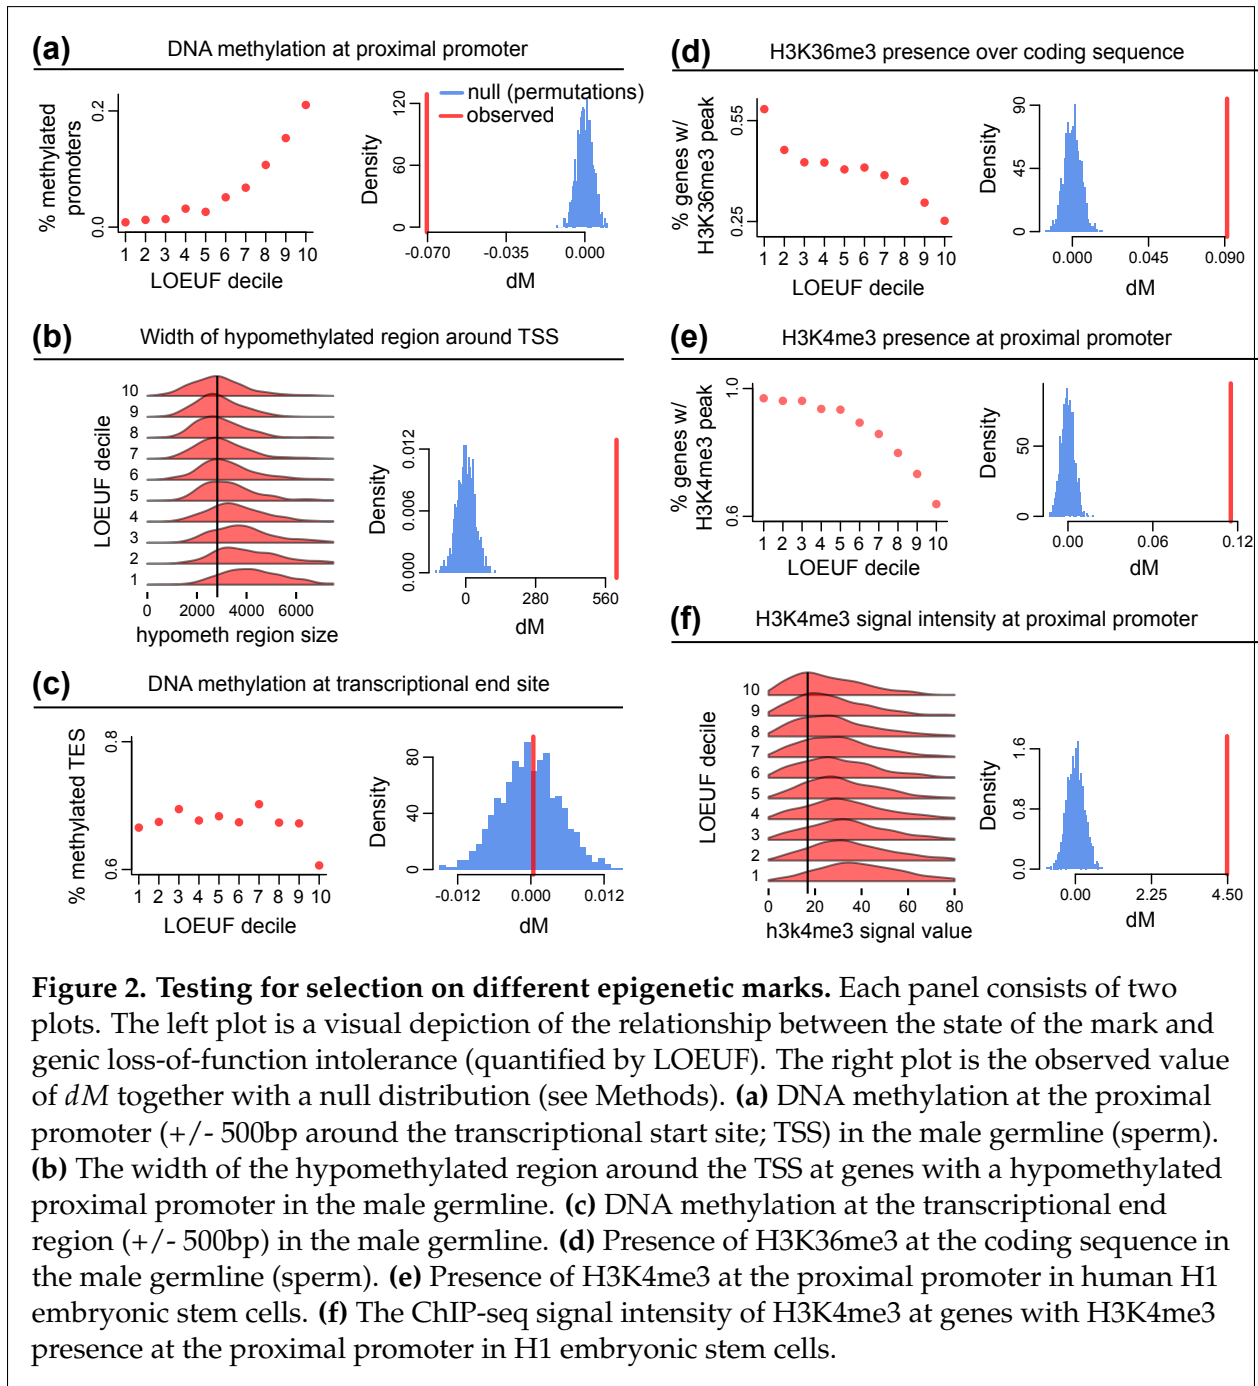 (a) DNA methylation at proximal promoter
% methylated promoters
0.2
0.0
1 2 3 4 5 6 7 8 9 10
LOEUF decile
null (permutations)
observed
Density
120
60
0
-0.070 -0.035 0.000
dM
(b) Width of hypomethylated region around TSS
LOEUF decile
10
9
8
7
6
5
4
3
2
1
0 2000 4000 6000
hypometh region size
Density
0.012
0.006
0.000
0 280 560
dM
(c) DNA methylation at transcriptional end site
% methylated TES
0.8
0.6
1 2 3 4 5 6 7 8 9 10
LOEUF decile
Density
80
40
0
-0.012 0.000 0.015
dM
(d) H3K36me3 presence over coding sequence
% genes w/
H3K36me3 peak
0.55
0.25
1 2 3 4 5 6 7 8 9 10
LOEUF decile
Density
90
45
0
0.000 0.045 0.090
dM
(e) H3K4me3 presence at proximal promoter
% genes w/
H3K4me3 peak
1.0
0.6
1 2 3 4 5 6 7 8 9 10
LOEUF decile
Density
50
0
0.00 0.06 0.12
dM
(f) H3K4me3 signal intensity at proximal promoter
LOEUF decile
10
9
8
7
6
5
4
3
2
1
0 20 40 60 80
h3k4me3 signal value
Density
1.6
0.8
0.0
0.00 2.25 4.50
dM
Figure 2. Testing for selection on different epigenetic marks. Each panel consists of two
plots. The left plot is a visual depiction of the relationship between the state of the mark and
genic loss-of-function intolerance (quantified by LOEUF). The right plot is the observed value
of dM together with a null distribution (see Methods). (a) DNA methylation at the proximal
promoter (+/- 500bp around the transcriptional start site; TSS) in the male germline (sperm).
(b) The width of the hypomethylated region around the TSS at genes with a hypomethylated
proximal promoter in the male germline. (c) DNA methylation at the transcriptional end
region (+/- 500bp) in the male germline. (d) Presence of H3K36me3 at the coding sequence in
the male germline (sperm). (e) Presence of H3K4me3 at the proximal promoter in human H1
embryonic stem cells. (f) The ChIP-seq signal intensity of H3K4me3 at genes with H3K4me3
presence at the proximal promoter in H1 embryonic stem cells.